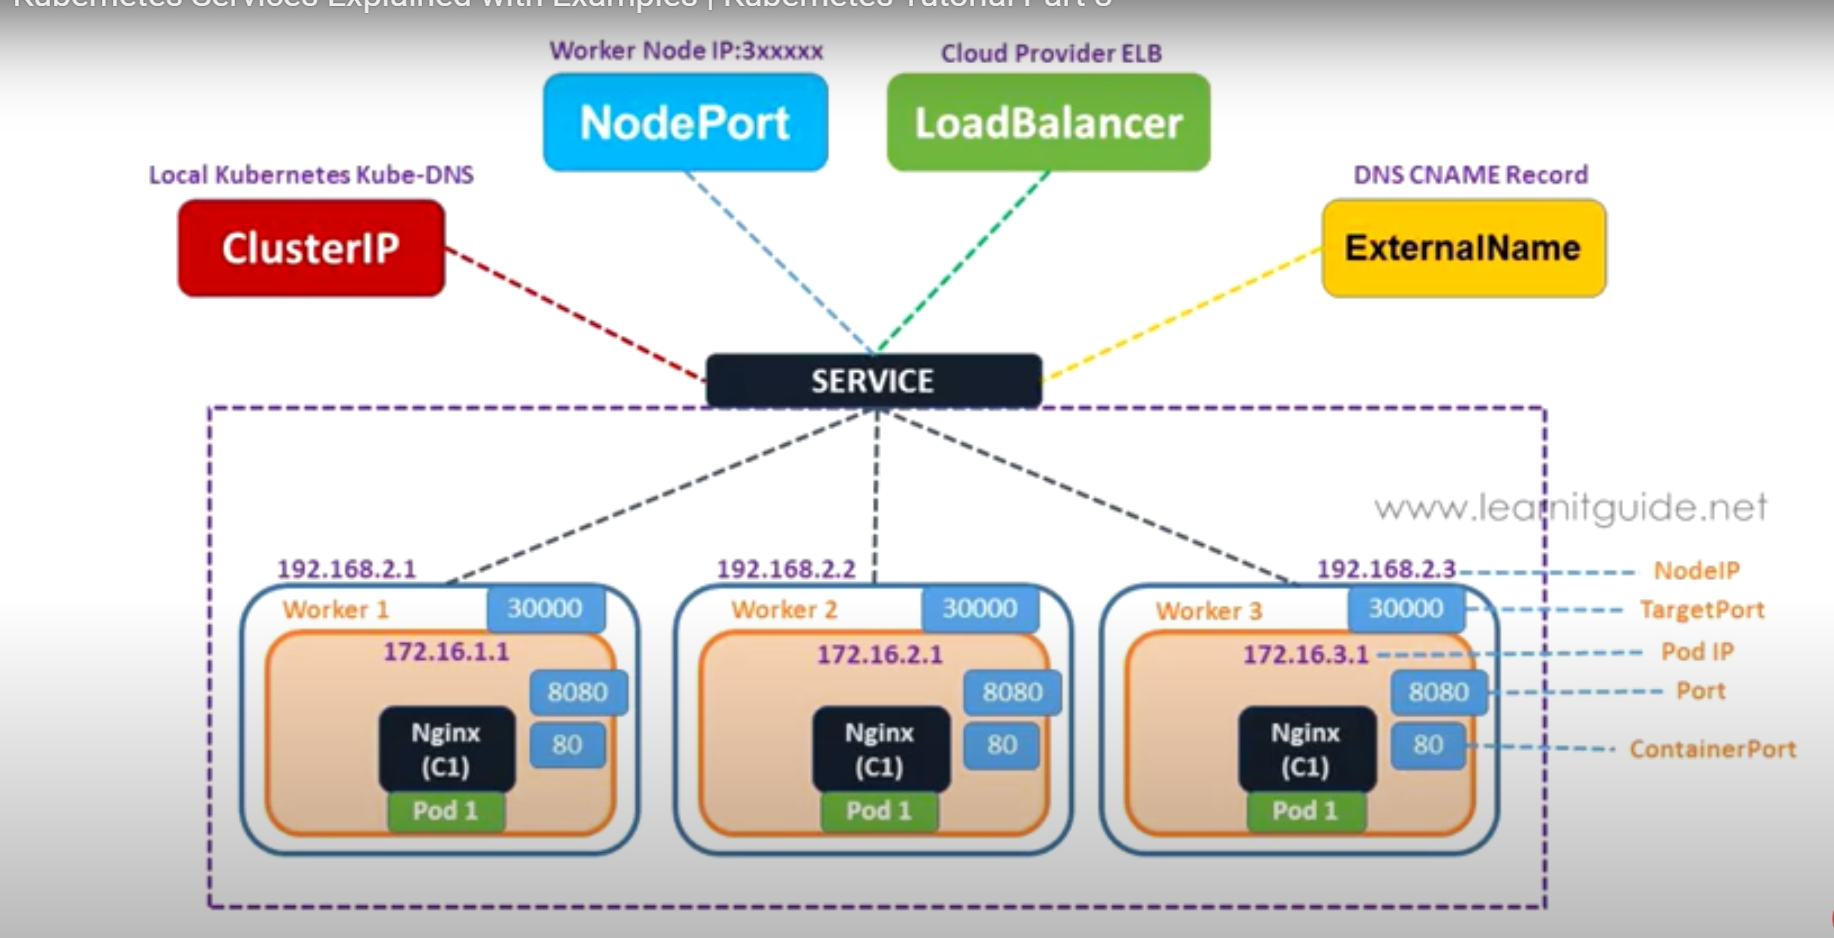 Kubernetes Services Explained with Examples | Kubernetes Tutorial Part
Worker Node IP:3xxxxx
Cloud Provider ELB
NodePort
LoadBalancer
Local Kubernetes Kube-DNS
DNS CNAME Record
ClusterIP
ExternalName
SERVICE
www.learnitguide.net
192.168.2.1
192.168.2.2
192.168.2.3
NodeIP
Worker 1
30000
Worker 2
30000
Worker 3
30000
TargetPort
172.16.1.1
172.16.2.1
172.16.3.1
Pod IP
8080
8080
8080
Port
Nginx
(C1)
80
Nginx
(C1)
80
Nginx
(C1)
80
ContainerPort
Pod 1
Pod 1
Pod 1